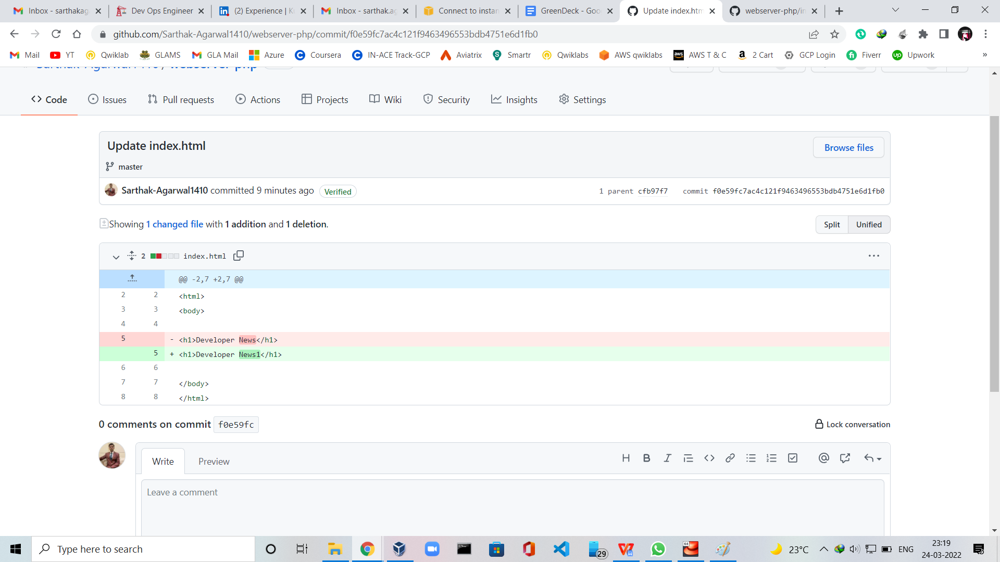 Inbox - sarthakag
Dev Ops Engineer
(2) Experience |
Inbox - sarthak.ag
Connect to instan
GreenDeck - Goo
Update index.htm
webserver-php/in
github.com/Sarthak-Agarwal1410/webserver-php/commit/f0e59fc7ac4c121f9463496553bdb4751e6d1fb0
Mail YT Qwiklab GLAMS GLA Mail Azure Coursera IN-ACE Track-GCP Aviatrix Smartr Qwiklabs AWS qwiklabs AWS T & C 2 Cart GCP Login Fiverr Upwork »
Sarthak-Agarwal1410 / webserver-php
Code Issues Pull requests Actions Projects Wiki Security Insights Settings
Update index.html
Browse files
master
Sarthak-Agarwal1410 committed 9 minutes ago Verified
1 parent cfb97f7 commit f0e59fc7ac4c121f9463496553bdb4751e6d1fb0
Showing 1 changed file with 1 addition and 1 deletion.
Split Unified
2 index.html
@@ -2,7 +2,7 @@
2 2 <html>
3 3 <body>
4 4
5 - <h1>Developer News</h1>
5 + <h1>Developer News1</h1>
6 6
7 7 </body>
8 8 </html>
0 comments on commit f0e59fc
Lock conversation
Write Preview
Leave a comment
Type here to search
29
64
23°C
ENG
23:19
24-03-2022